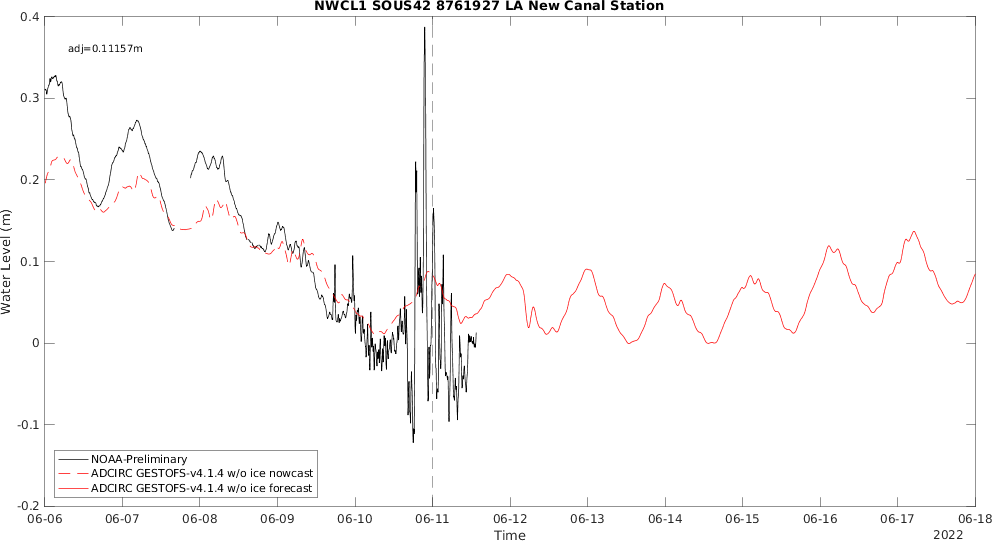 NWCL1 SOUS42 8761927 LA New Canal Station
adj=0.11157m
0.4
0.3
0.2
0.1
0
-0.1
-0.2
Water Level (m)
NOAA-Preliminary
ADCIRC GESTOFS-v4.1.4 w/o ice nowcast
ADCIRC GESTOFS-v4.1.4 w/o ice forecast
06-06 06-07 06-08 06-09 06-10 06-11 06-12 06-13 06-14 06-15 06-16 06-17 06-18
Time
2022